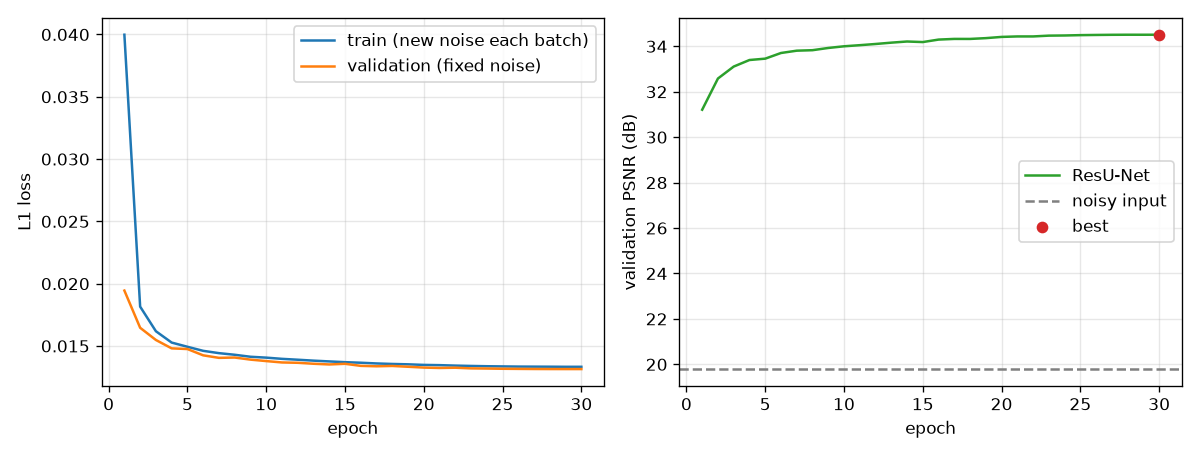 0.040
0.035
0.030
0.025
0.020
0.015
L1 loss
0 5 10 15 20 25 30
epoch
train (new noise each batch)
validation (fixed noise)
34
32
30
28
26
24
22
20
validation PSNR (dB)
0 5 10 15 20 25 30
epoch
ResU-Net
noisy input
best